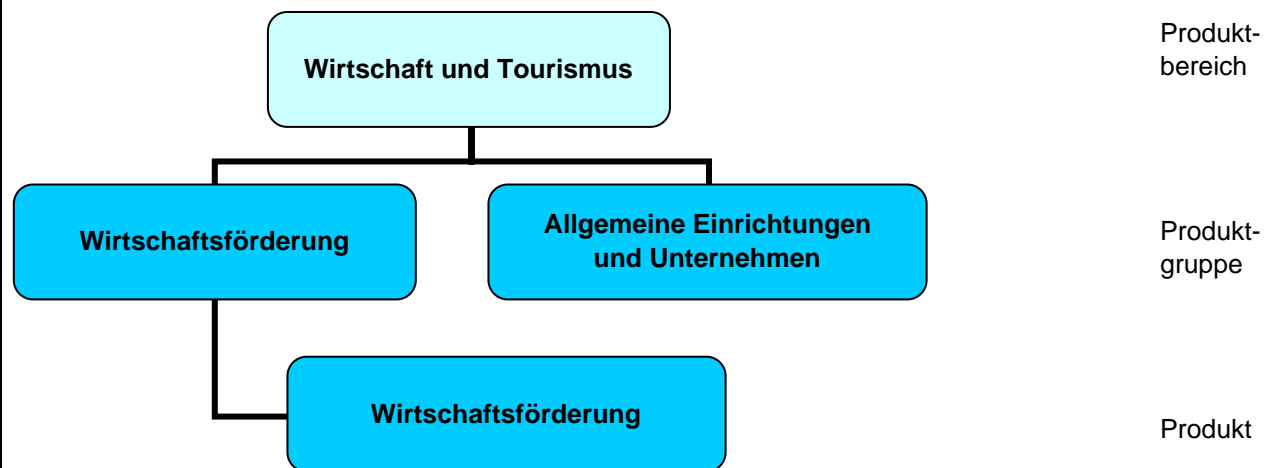 Wirtschaft und Tourismus
Produkt-
bereich
Wirtschaftsförderung
Allgemeine Einrichtungen
und Unternehmen
Produkt-
gruppe
Wirtschaftsförderung
Produkt